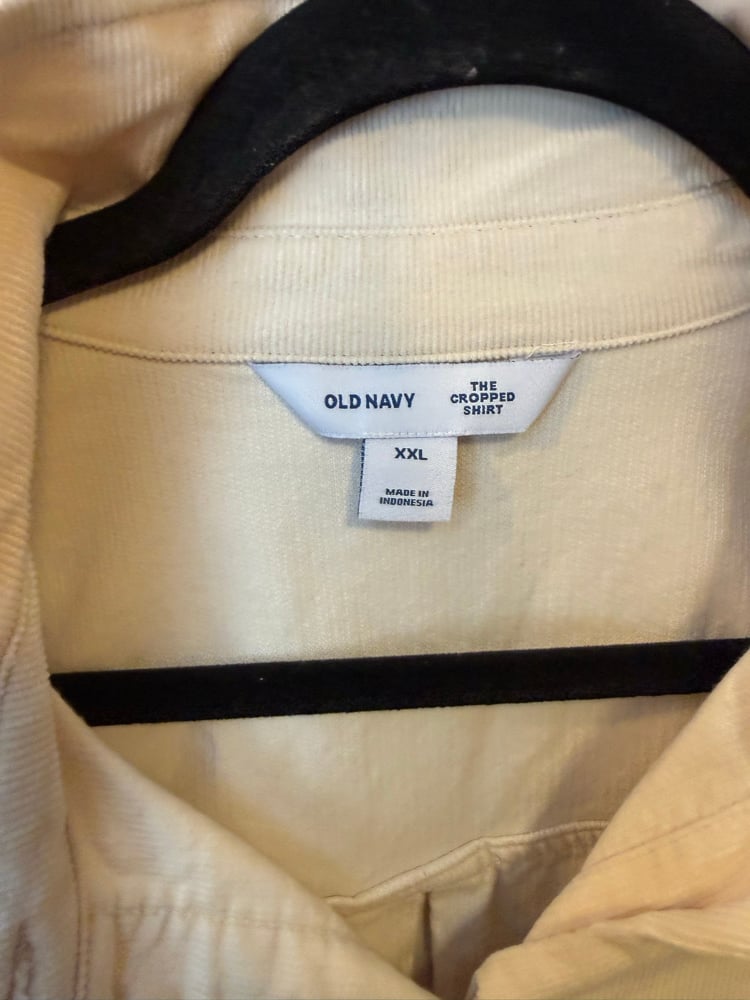 OLD NAVY
THE
CROPPED
SHIRT
XXL
MADE IN
INDONESIA